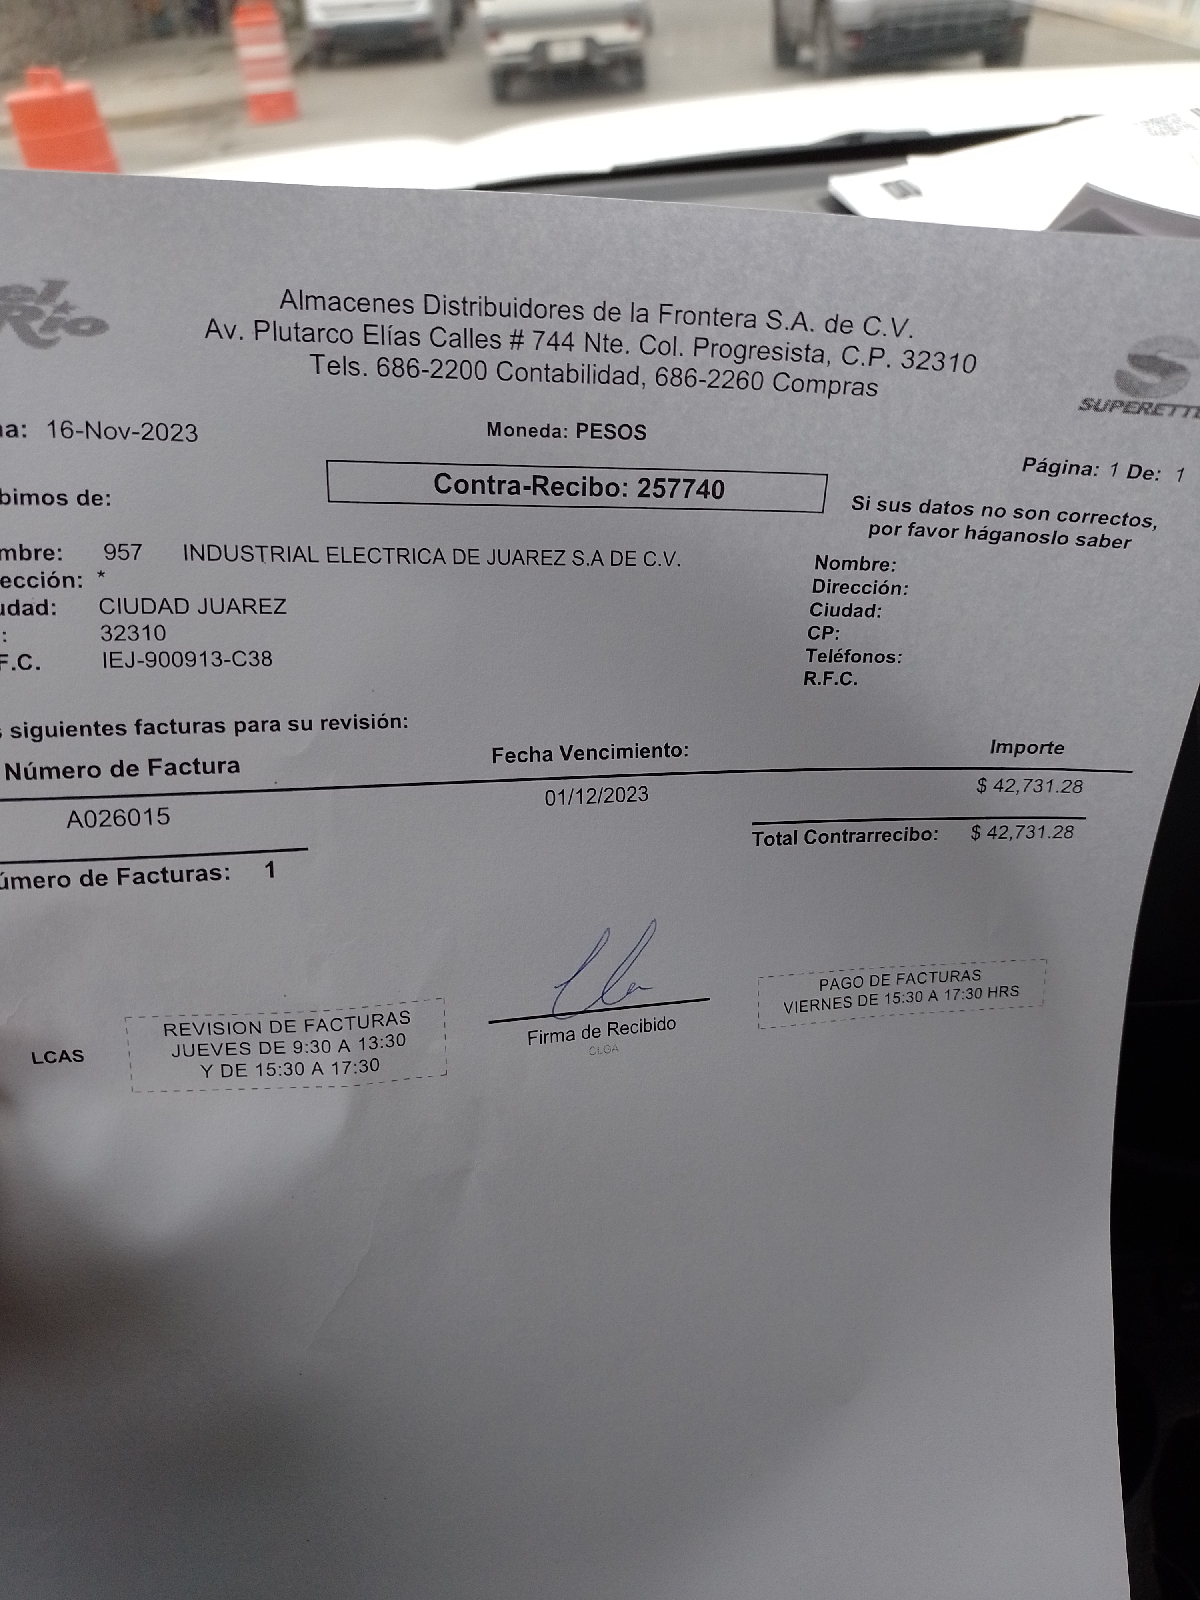 el Río
Almacenes Distribuidores de la Frontera S.A. de C.V.
Av. Plutarco Elías Calles # 744 Nte. Col. Progresista, C.P. 32310
Tels. 686-2200 Contabilidad, 686-2260 Compras
S
SUPERETTE
ha: 16-Nov-2023
Moneda: PESOS
Página: 1 De: 1
Contra-Recibo: 257740
bimos de:
Si sus datos no son correctos,
por favor háganoslo saber
mbre: 957 INDUSTRIAL ELECTRICA DE JUAREZ S.A DE C.V.
ección: *
udad: CIUDAD JUAREZ
: 32310
F.C. IEJ-900913-C38
Nombre:
Dirección:
Ciudad:
CP:
Teléfonos:
R.F.C.
s siguientes facturas para su revisión:
Número de Factura Fecha Vencimiento: Importe
A026015 01/12/2023 $ 42,731.28
Total Contrarrecibo: $ 42,731.28
úmero de Facturas: 1
LCAS
REVISION DE FACTURAS
JUEVES DE 9:30 A 13:30
Y DE 15:30 A 17:30
Firma de Recibido
CLGA
PAGO DE FACTURAS
VIERNES DE 15:30 A 17:30 HRS